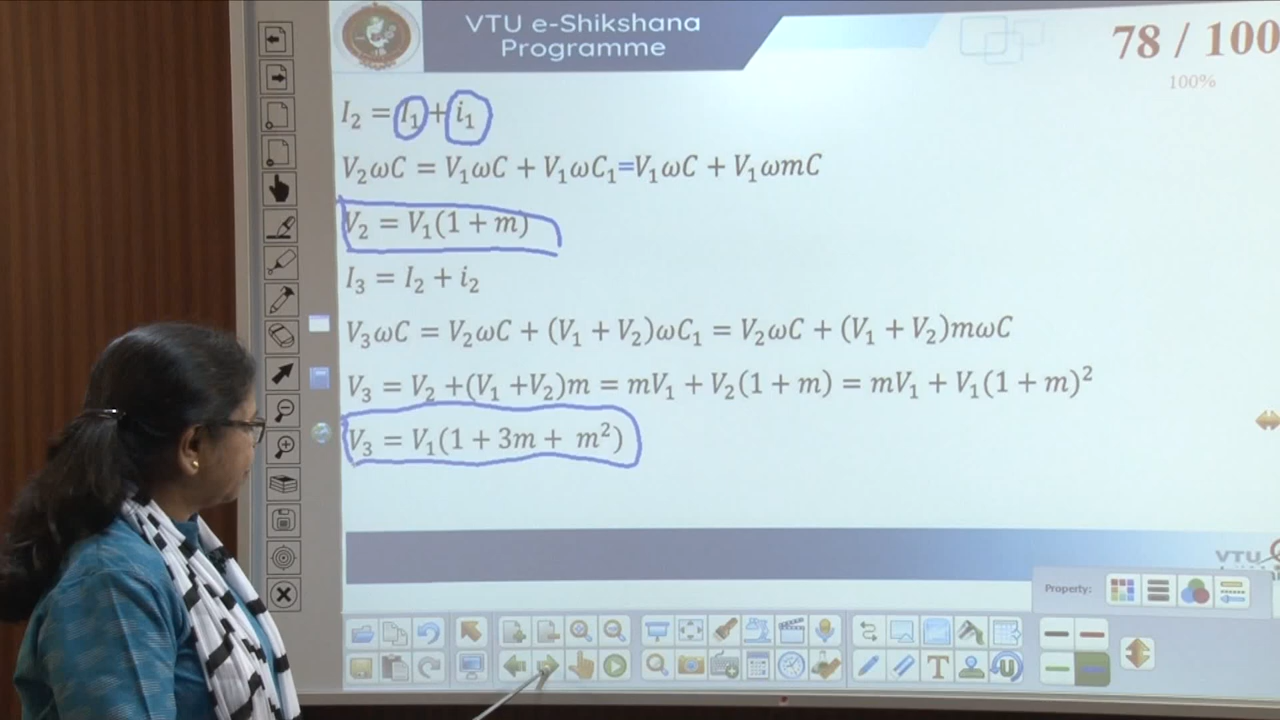 VTU e-Shikshana
Programme
78 / 100
100%
I₂ = I₁ + i₁
V₂ωC = V₁ωC + V₁ωC₁=V₁ωC + V₁ωmC
V₂ = V₁(1 + m)
I₃ = I₂ + i₂
V₃ωC = V₂ωC + (V₁ + V₂)ωC₁ = V₂ωC + (V₁ + V₂)mωC
V₃ = V₂ +(V₁ +V₂)m = mV₁ + V₂(1 + m) = mV₁ + V₁(1 + m)²
V₃ = V₁(1 + 3m + m²)
VTU
Property: